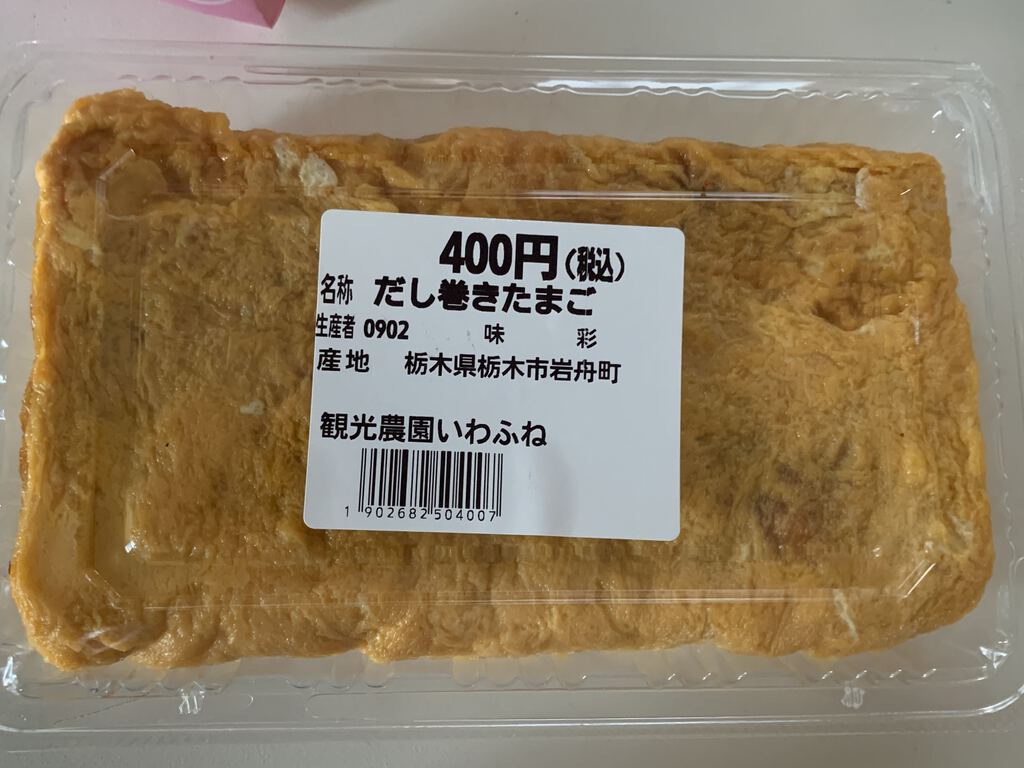 400円(税込)
名称 だし巻きたまご
生産者 0902 味 彩
産地 栃木県栃木市岩舟町
観光農園いわふね
1 902682 504007